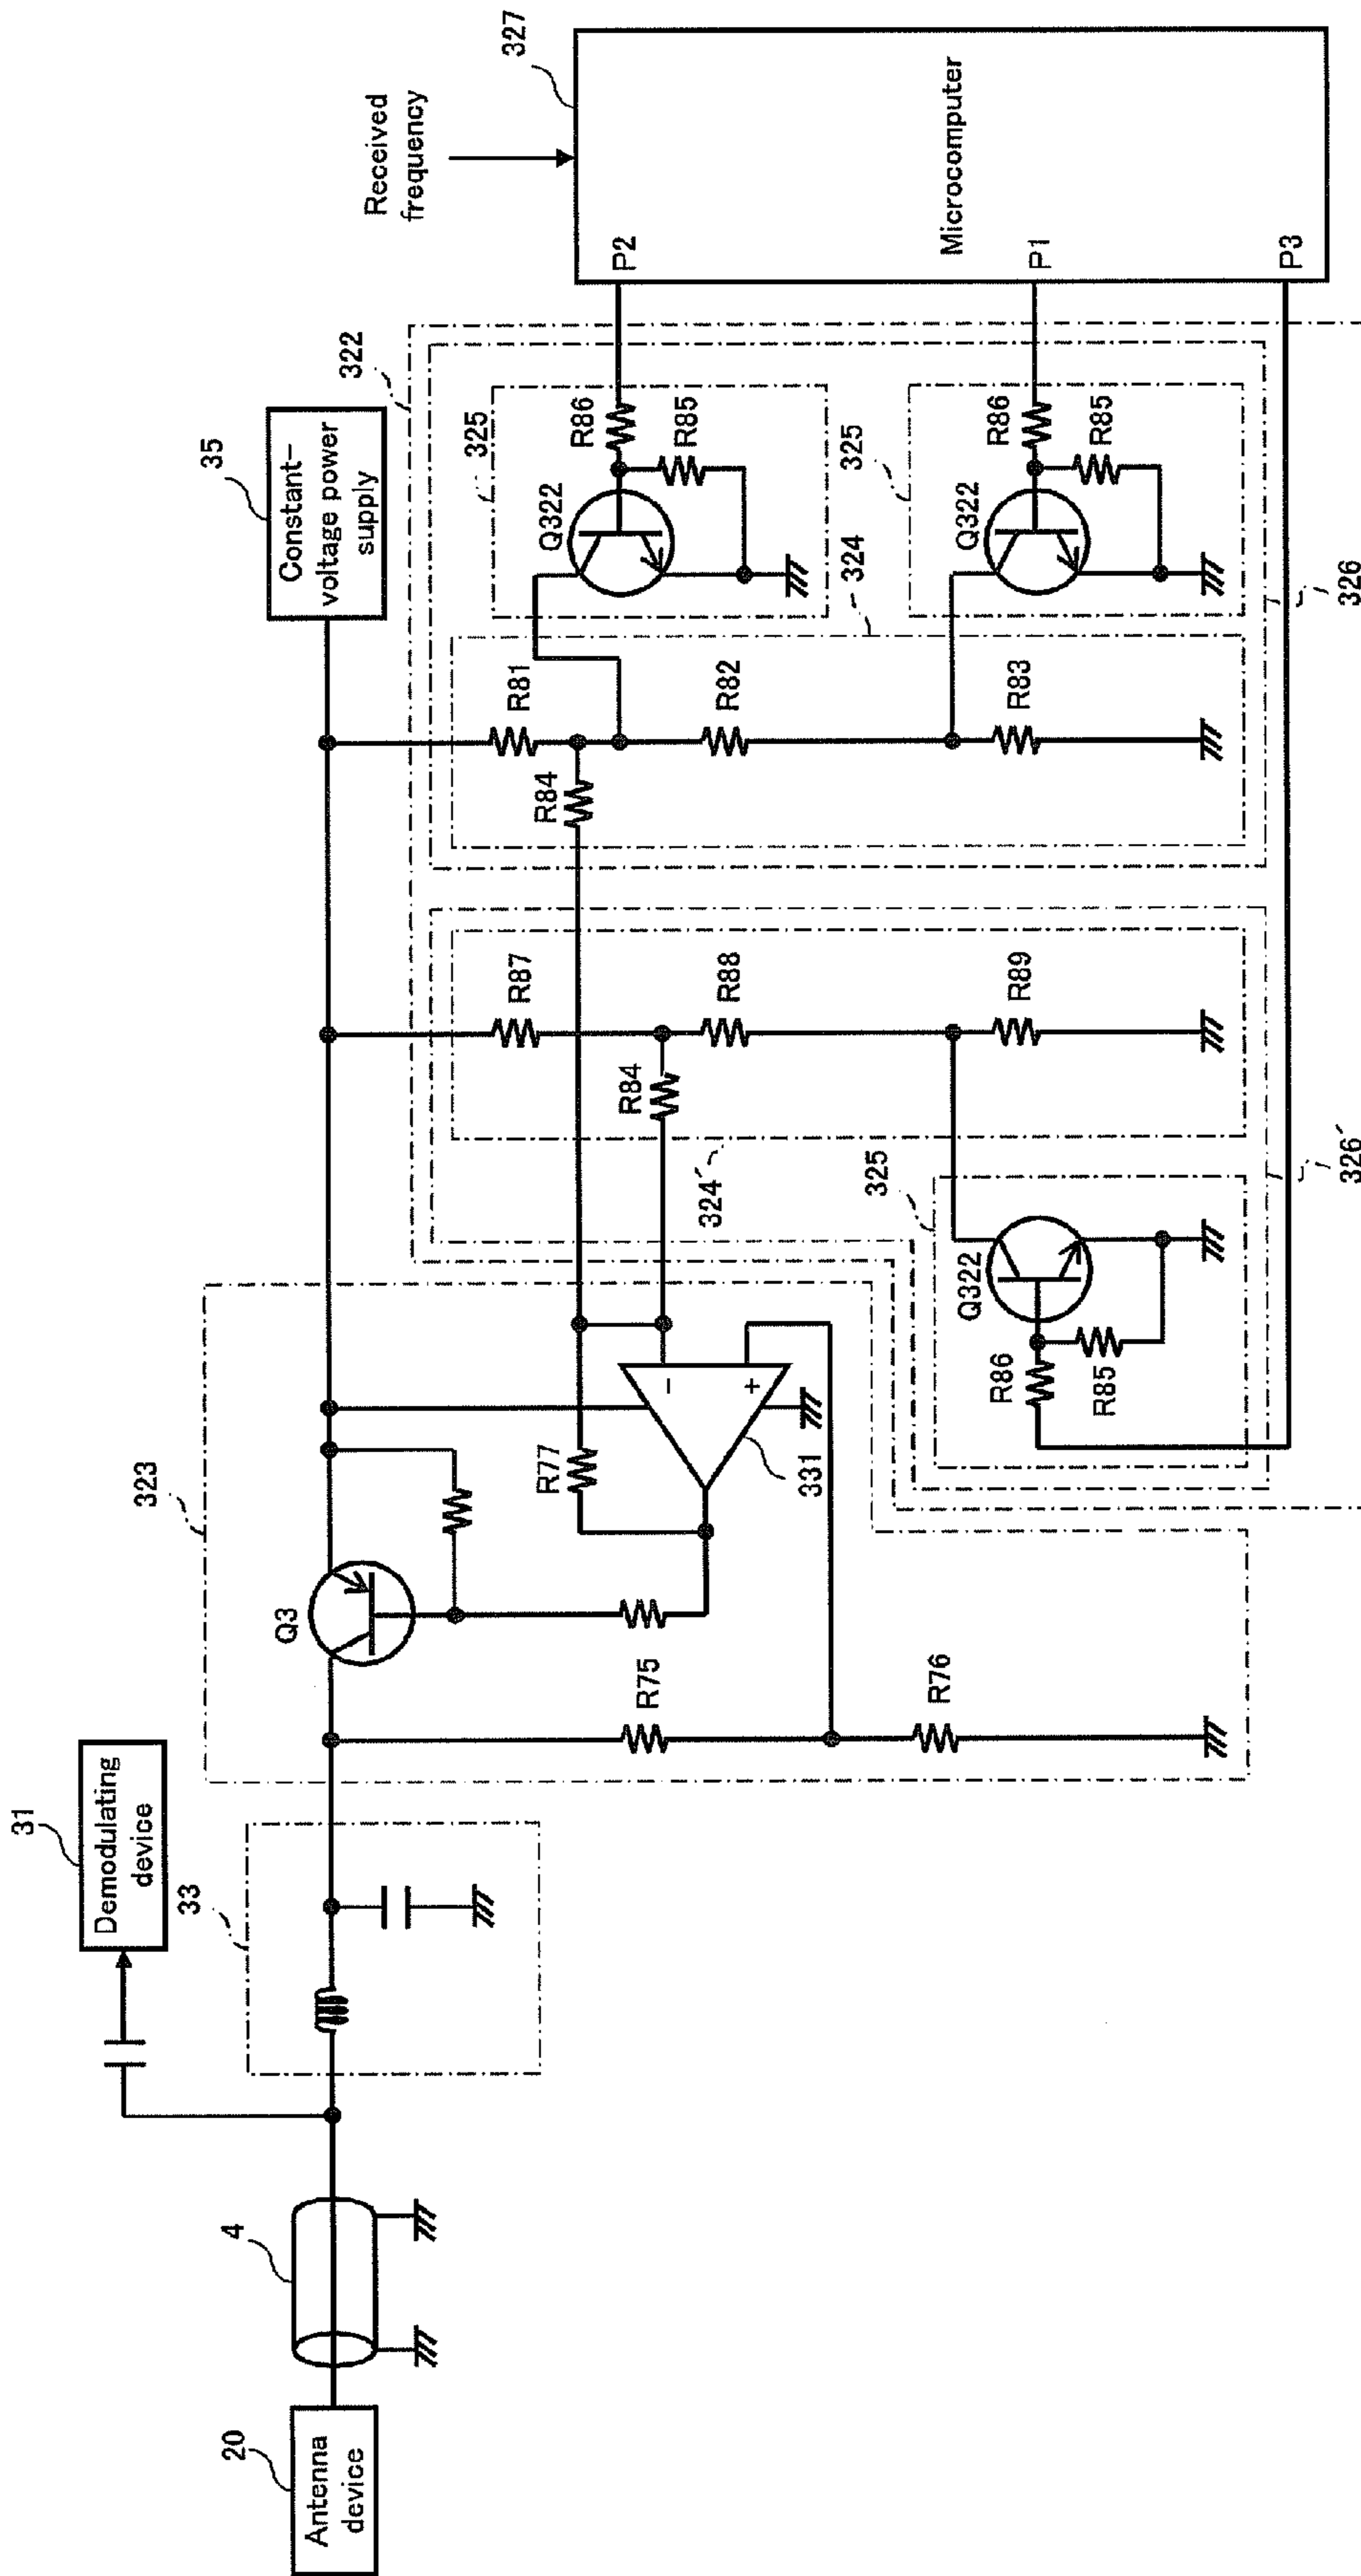 20
Antenna
device
4
31
Demodulating
device
33
323
Q3
R75
R76
R77
331
−
+
35
Constant-
voltage power
supply
322
R87
R88
R89
R84
324´
325
Q322
R86
R85
326´
R81
R82
R83
R84
324
325
Q322
R86
R85
325
Q322
R86
R85
326
Received
frequency
327
Microcomputer
P2
P1
P3